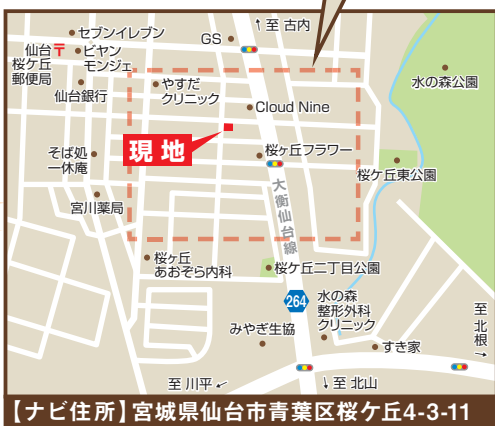 ↑至 古内
セブンイレブン
GS
仙台〒
桜ケ丘
郵便局
ビヤン
モンジェ
仙台銀行
やすだ
クリニック
水の森公園
Cloud Nine
現地
そば処
一休庵
桜ヶ丘フラワー
桜ケ丘東公園
大衡仙台線
宮川薬局
桜ヶ丘
あおぞら内科
桜ケ丘二丁目公園
264
水の森
整形外科
クリニック
至 北根→
みやぎ生協
すき家
至 川平←
↓至 北山
【ナビ住所】宮城県仙台市青葉区桜ケ丘4-3-11